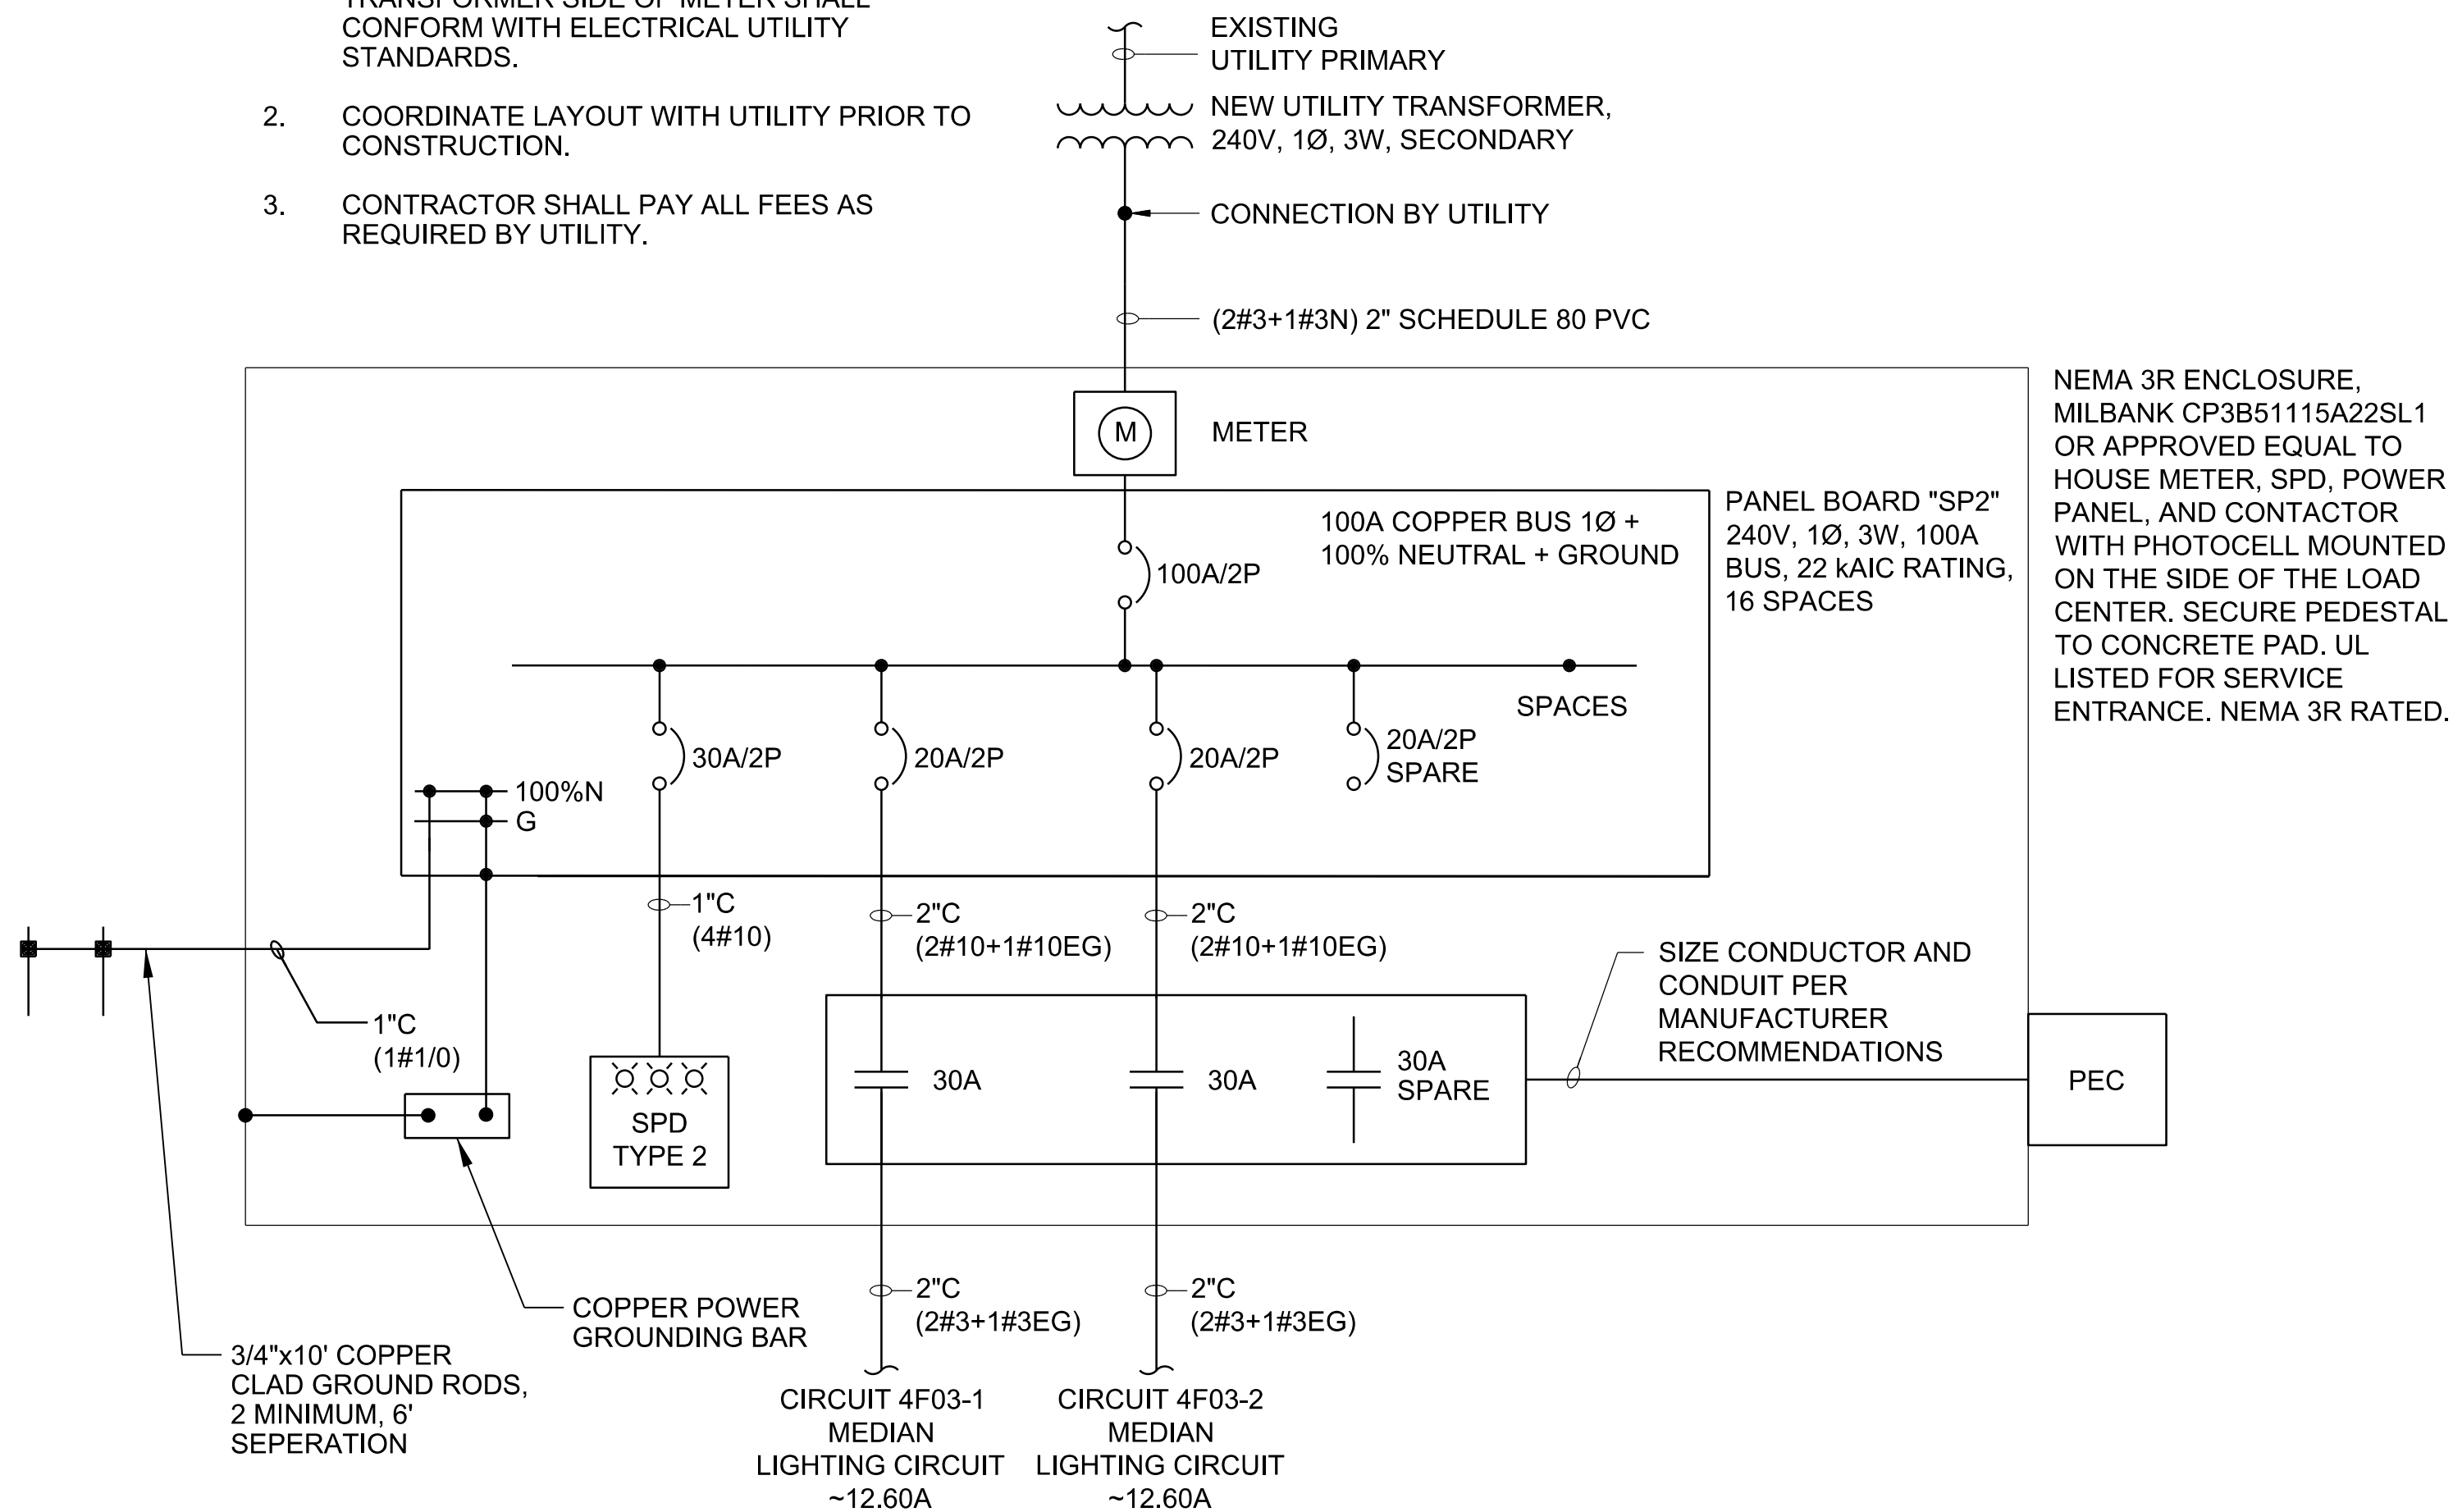 TRANSFORMER SIDE OF METER SHALL
CONFORM WITH ELECTRICAL UTILITY
STANDARDS.
2. COORDINATE LAYOUT WITH UTILITY PRIOR TO
CONSTRUCTION.
3. CONTRACTOR SHALL PAY ALL FEES AS
REQUIRED BY UTILITY.
EXISTING
UTILITY PRIMARY
NEW UTILITY TRANSFORMER,
240V, 1Ø, 3W, SECONDARY
CONNECTION BY UTILITY
(2#3+1#3N) 2" SCHEDULE 80 PVC
M
METER
NEMA 3R ENCLOSURE,
MILBANK CP3B51115A22SL1
OR APPROVED EQUAL TO
HOUSE METER, SPD, POWER
PANEL, AND CONTACTOR
WITH PHOTOCELL MOUNTED
ON THE SIDE OF THE LOAD
CENTER. SECURE PEDESTAL
TO CONCRETE PAD. UL
LISTED FOR SERVICE
ENTRANCE. NEMA 3R RATED.
100A COPPER BUS 1Ø +
100% NEUTRAL + GROUND
PANEL BOARD "SP2"
240V, 1Ø, 3W, 100A
BUS, 22 kAIC RATING,
16 SPACES
100A/2P
SPACES
30A/2P
20A/2P
20A/2P
20A/2P
SPARE
100%N
G
1"C
(4#10)
2"C
(2#10+1#10EG)
2"C
(2#10+1#10EG)
SIZE CONDUCTOR AND
CONDUIT PER
MANUFACTURER
RECOMMENDATIONS
1"C
(1#1/0)
SPD
TYPE 2
30A
30A
30A
SPARE
PEC
COPPER POWER
GROUNDING BAR
3/4"x10' COPPER
CLAD GROUND RODS,
2 MINIMUM, 6'
SEPERATION
2"C
(2#3+1#3EG)
2"C
(2#3+1#3EG)
CIRCUIT 4F03-1
MEDIAN
LIGHTING CIRCUIT
~12.60A
CIRCUIT 4F03-2
MEDIAN
LIGHTING CIRCUIT
~12.60A